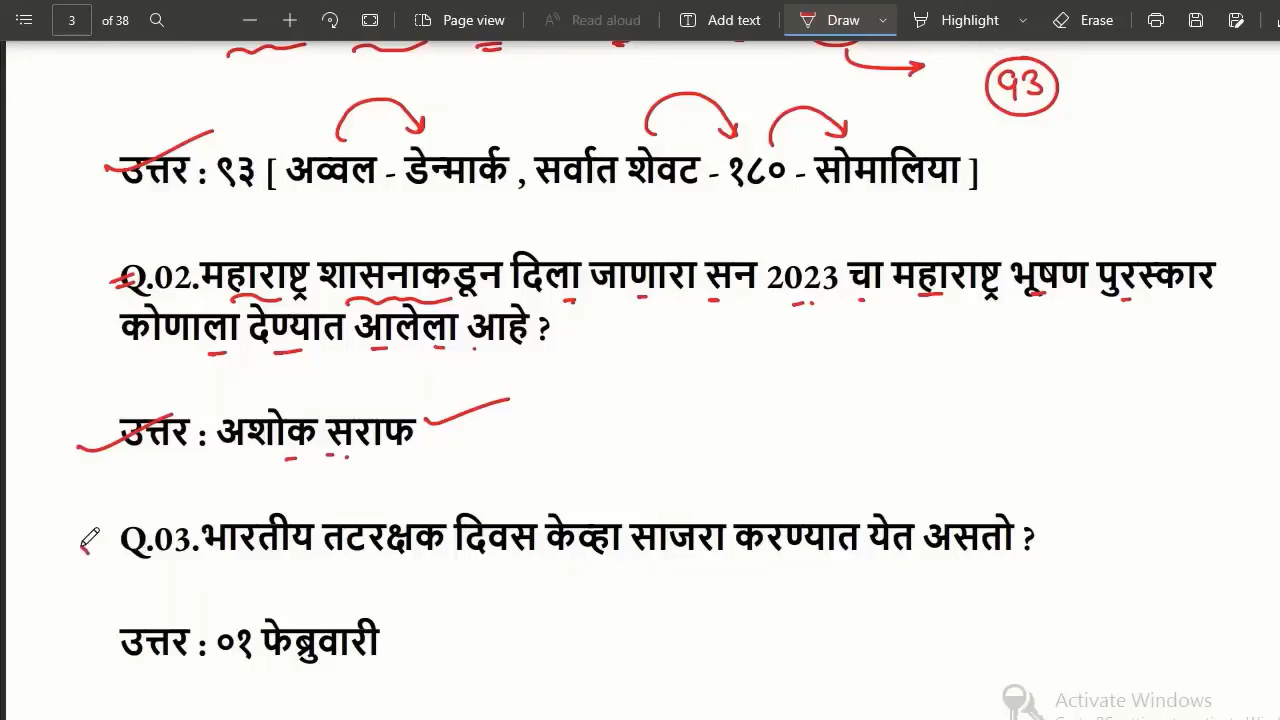 3 of 38 Page view Read aloud Add text Draw Highlight Erase
93
उत्तर : ९३ [ अव्वल - डेन्मार्क , सर्वात शेवट - १८० - सोमालिया ]
Q.02.महाराष्ट्र शासनाकडून दिला जाणारा सन 2023 चा महाराष्ट्र भूषण पुरस्कार
कोणाला देण्यात आलेला आहे ?
उत्तर : अशोक सराफ
Q.03.भारतीय तटरक्षक दिवस केव्हा साजरा करण्यात येत असतो ?
उत्तर : ०१ फेब्रुवारी
Activate Windows